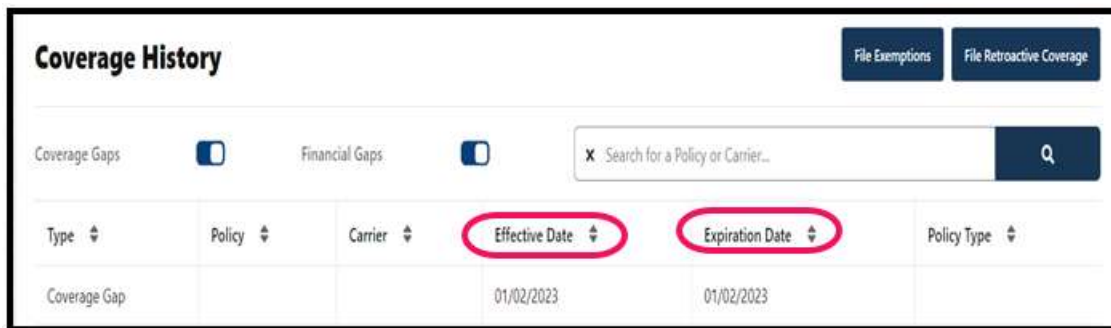 Coverage History
File Exemptions
File Retroactive Coverage
Coverage Gaps
Financial Gaps
x Search for a Policy or Carrier...
Type Policy Carrier Effective Date Expiration Date Policy Type
Coverage Gap 01/02/2023 01/02/2023